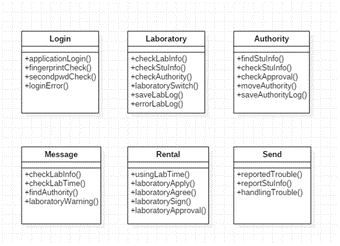 Login
+applicationLogin()
+fingerprintCheck()
+secondpwdCheck()
+loginError()
Laboratory
+checkLabInfo()
+checkStuInfo()
+checkAuthority()
+laboratorySwitch()
+saveLabLog()
+errorLabLog()
Authority
+findStuInfo()
+checkStuInfo()
+checkApproval()
+moveAuthority()
+saveAuthorityLog()
Message
+checkLabInfo()
+checkLabTime()
+findAuthority()
+laboratoryWarning()
Rental
+usingLabTime()
+laboratoryApply()
+laboratoryAgree()
+laboratorySign()
+laboratoryApproval()
Send
+reportedTrouble()
+reportStuInfo()
+handlingTrouble()